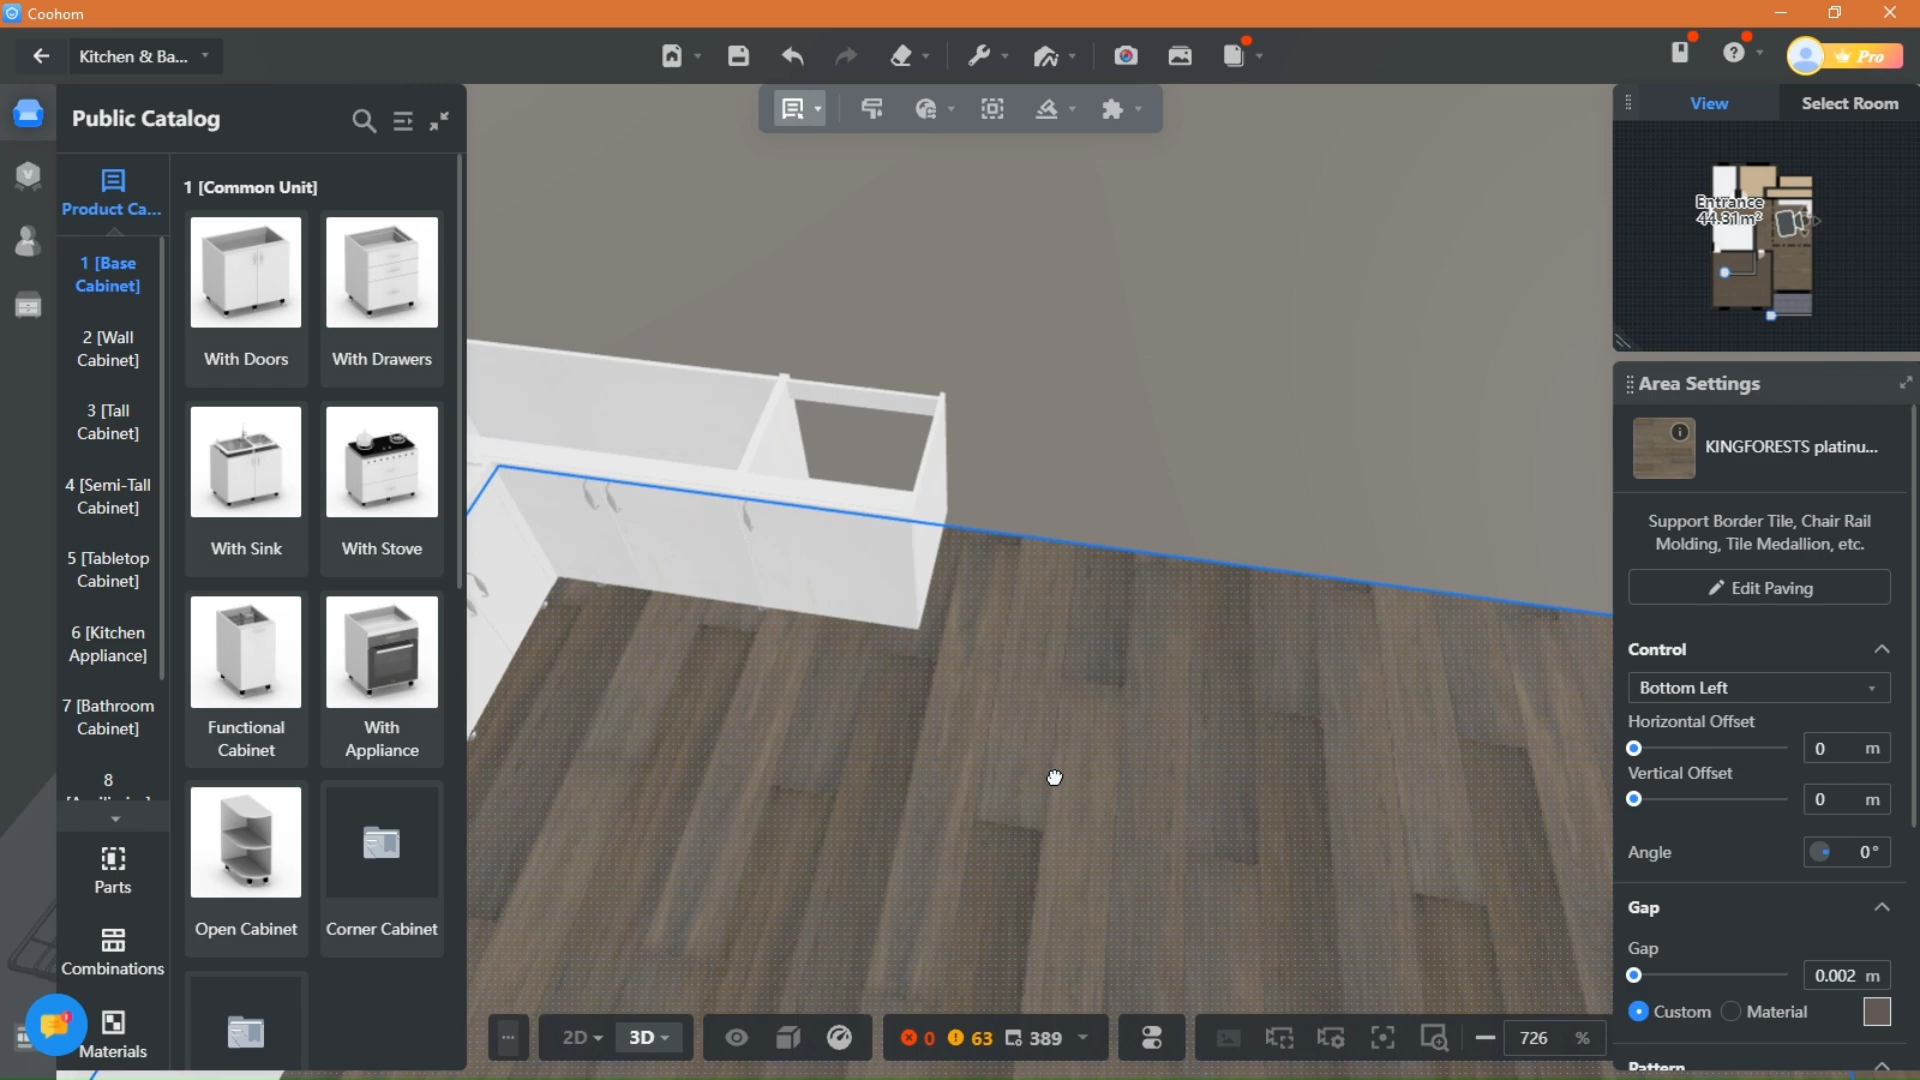 Coohom
Kitchen & Ba...
Pro
Public Catalog
Product Ca...
1 [Base
Cabinet]
2 [Wall
Cabinet]
3 [Tall
Cabinet]
4 [Semi-Tall
Cabinet]
5 [Tabletop
Cabinet]
6 [Kitchen
Appliance]
7 [Bathroom
Cabinet]
8
Parts
Combinations
Materials
1 [Common Unit]
With Doors
With Drawers
With Sink
With Stove
Functional
Cabinet
With
Appliance
Open Cabinet
Corner Cabinet
View
Select Room
Entrance
44.31m²
Area Settings
KINGFORESTS platinu...
Support Border Tile, Chair Rail
Molding, Tile Medallion, etc.
Edit Paving
Control
Bottom Left
Horizontal Offset
0 m
Vertical Offset
0 m
Angle
0°
Gap
Gap
0.002 m
Custom
Material
Pattern
2D
3D
0
63
389
726 %